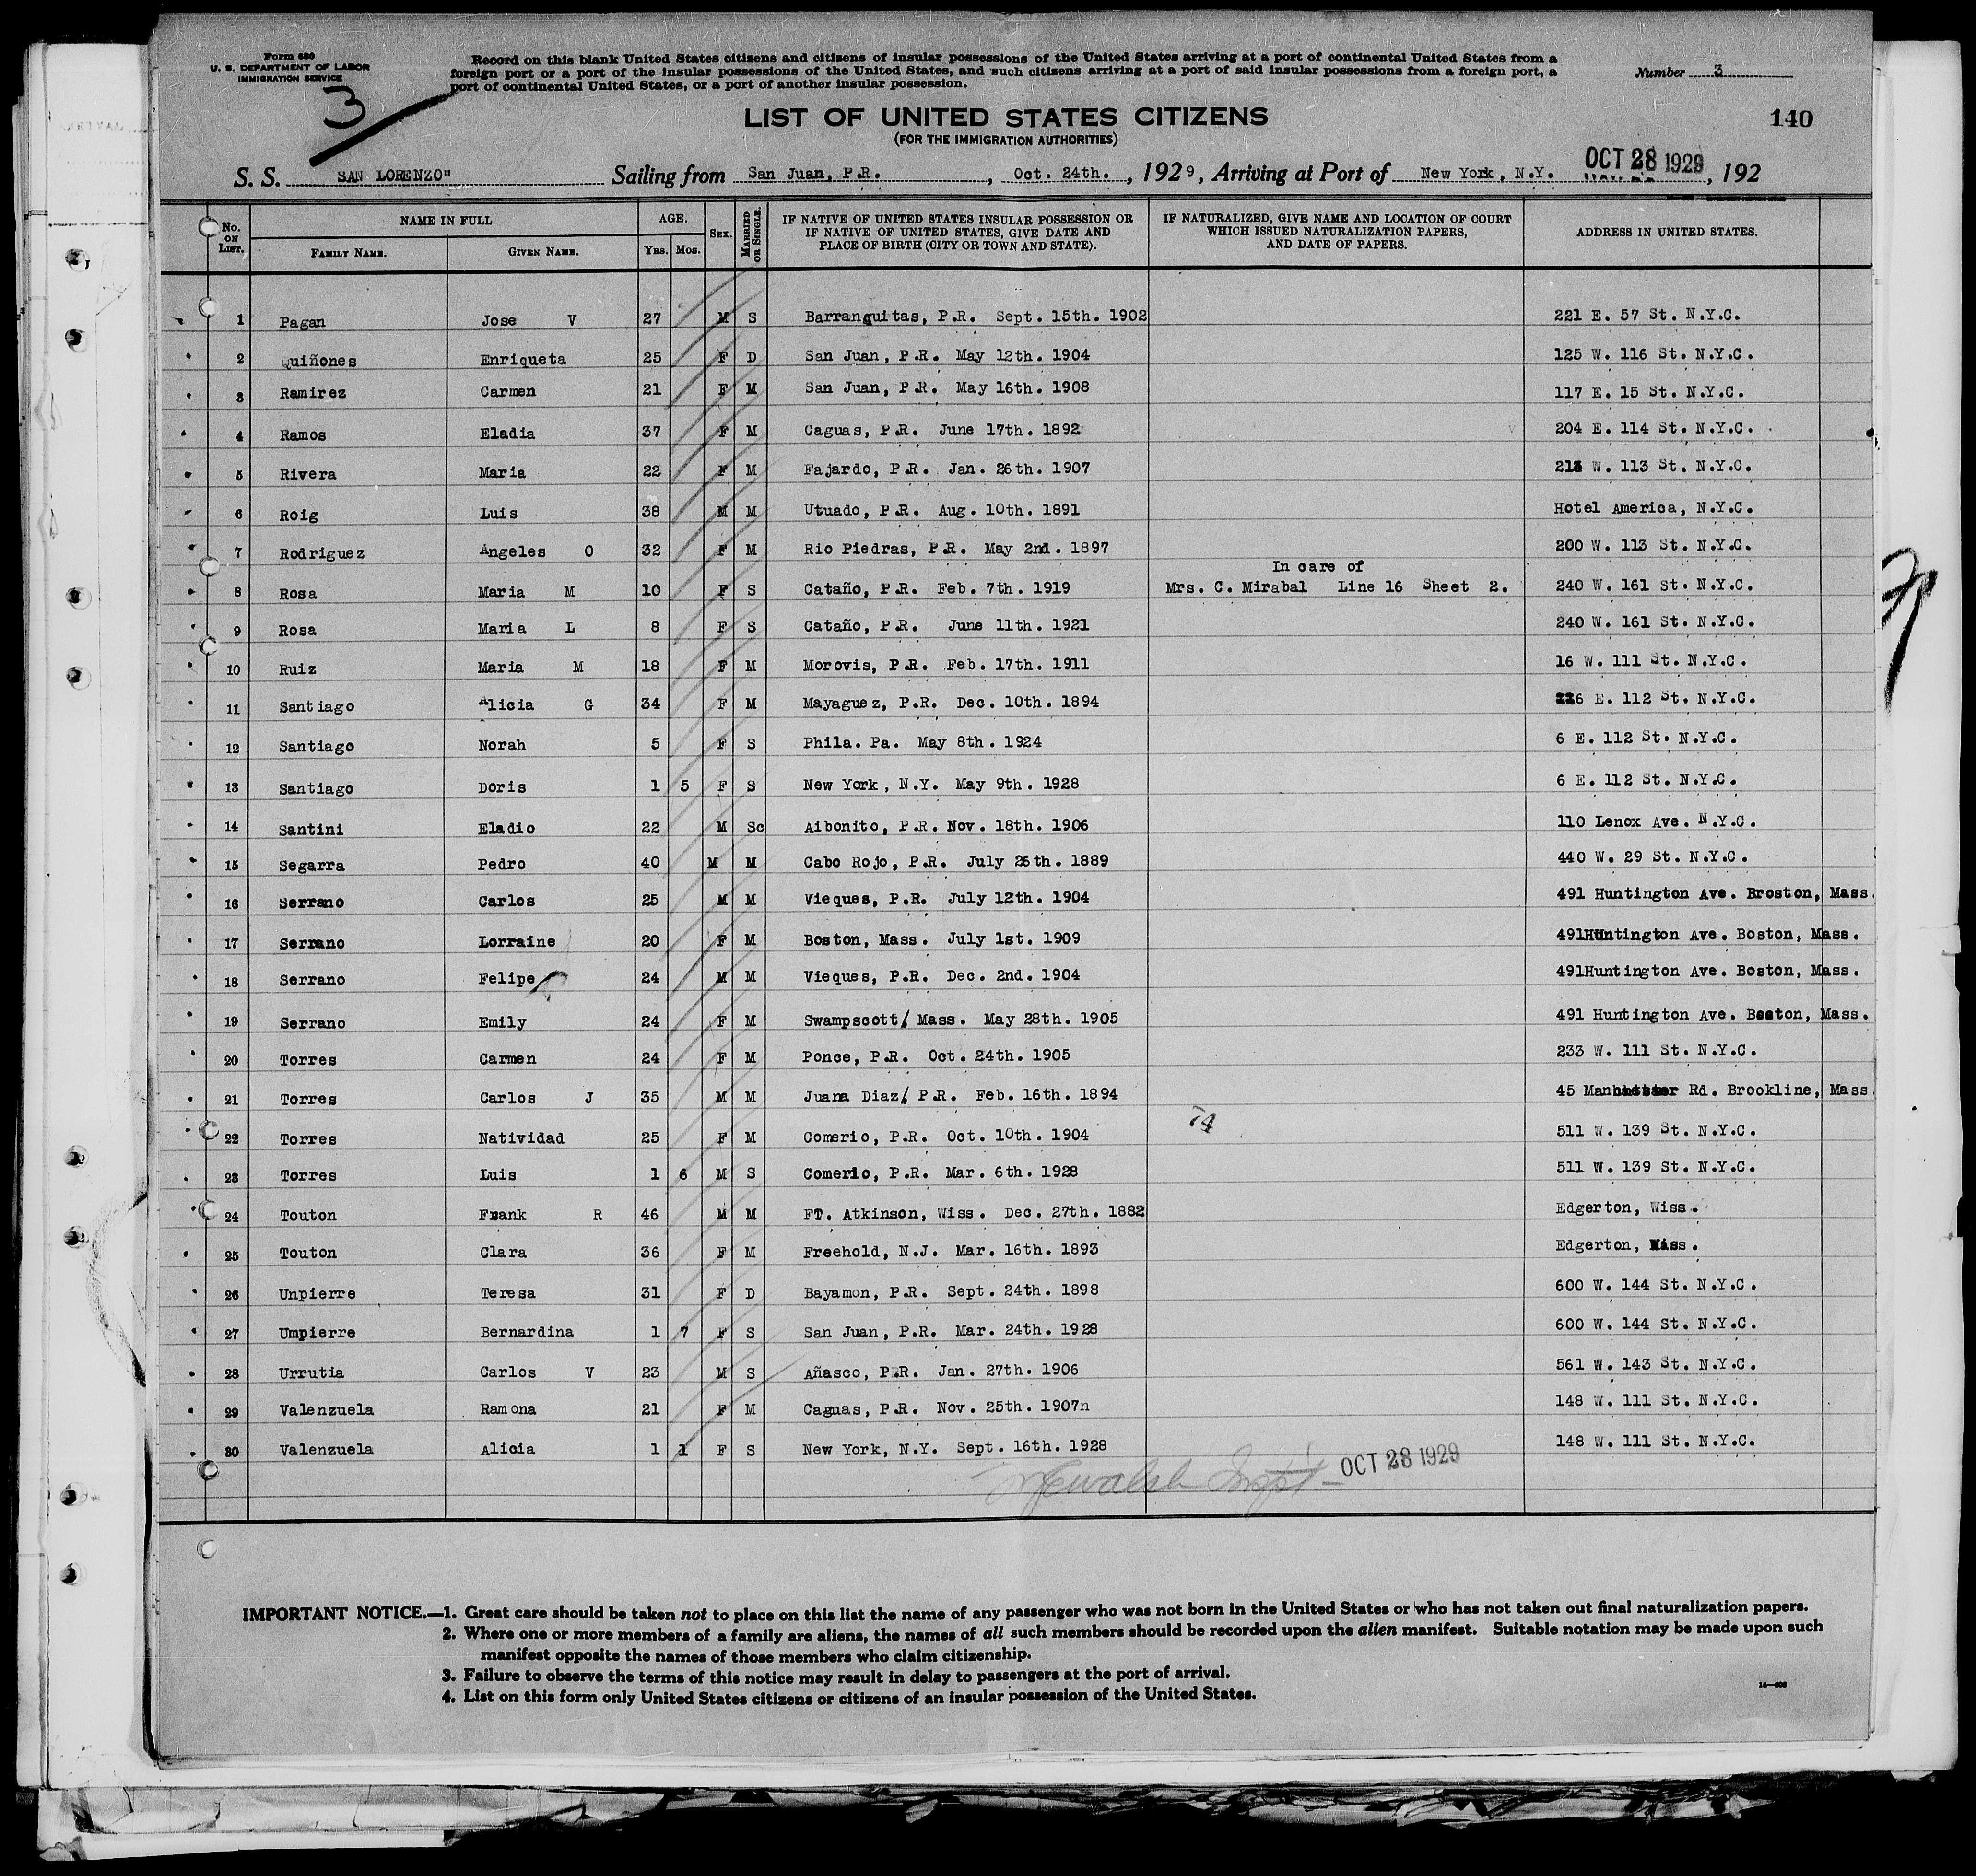 Form 630
U. S. DEPARTMENT OF LABOR
IMMIGRATION SERVICE
3
Record on this blank United States citizens and citizens of insular possessions of the United States arriving at a port of continental United States from a
foreign port or a port of the insular possessions of the United States, and such citizens arriving at a port of said insular possessions from a foreign port, a
port of continental United States, or a port of another insular possession.
Number 3
LIST OF UNITED STATES CITIZENS
(FOR THE IMMIGRATION AUTHORITIES)
140
S. S. SAN LORENZO" Sailing from San Juan, P.R. , Oct. 24th. , 1929, Arriving at Port of New York, N.Y. OCT 28 1929 , 192
No. ON LIST. NAME IN FULL FAMILY NAME. GIVEN NAME. AGE. YRS. MOS. SEX. MARRIED OR SINGLE. IF NATIVE OF UNITED STATES INSULAR POSSESSION OR IF NATIVE OF UNITED STATES, GIVE DATE AND PLACE OF BIRTH (CITY OR TOWN AND STATE). IF NATURALIZED, GIVE NAME AND LOCATION OF COURT WHICH ISSUED NATURALIZATION PAPERS, AND DATE OF PAPERS. ADDRESS IN UNITED STATES.
1 Pagan Jose V 27 M S Barranquitas, P.R. Sept. 15th. 1902 221 E. 57 St. N.Y.C.
2 Quiñones Enriqueta 25 F D San Juan, P.R. May 12th. 1904 125 W. 116 St. N.Y.C.
3 Ramirez Carmen 21 F M San Juan, P.R. May 16th. 1908 117 E. 15 St. N.Y.C.
4 Ramos Eladia 37 F M Caguas, P.R. June 17th. 1892 204 E. 114 St. N.Y.C.
5 Rivera Maria 22 F M Fajardo, P.R. Jan. 26th. 1907 W. 113 St. N.Y.C.
6 Roig Luis 38 M M Utuado, P.R. Aug. 10th. 1891 Hotel America, N.Y.C.
7 Rodriguez Angeles O 32 F M Rio Piedras, P.R. May 2nd. 1897 200 W. 113 St. N.Y.C.
In care of
8 Rosa Maria M 10 F S Cataño, P.R. Feb. 7th. 1919 Mrs. C. Mirabal Line 16 Sheet 2. 240 W. 161 St. N.Y.C.
9 Rosa Maria L 8 F S Cataño, P.R. June 11th. 1921 240 W. 161 St. N.Y.C.
10 Ruiz Maria M 18 F M Morovis, P.R. Feb. 17th. 1911 16 W. 111 St. N.Y.C.
11 Santiago Alicia G 34 F M Mayaguez, P.R. Dec. 10th. 1894 6 E. 112 St. N.Y.C.
12 Santiago Norah 5 F S Phila. Pa. May 8th. 1924 6 E. 112 St. N.Y.C.
13 Santiago Doris 1 5 F S New York, N.Y. May 9th. 1928 6 E. 112 St. N.Y.C.
14 Santini Eladio 22 M Sc Aibonito, P.R. Nov. 18th. 1906 110 Lenox Ave. N.Y.C.
15 Segarra Pedro 40 M M Cabo Rojo, P.R. July 26th. 1889 440 W. 29 St. N.Y.C.
16 Serrano Carlos 25 M M Vieques, P.R. July 12th. 1904 491 Huntington Ave. Broston, Mass.
17 Serrano Lorraine 20 F M Boston, Mass. July 1st. 1909 491Huntington Ave. Boston, Mass.
18 Serrano Felipe 24 M M Vieques, P.R. Dec. 2nd. 1904 491Huntington Ave. Boston, Mass.
19 Serrano Emily 24 F M Swampscott/ Mass. May 28th. 1905 491 Huntington Ave. Boston, Mass.
20 Torres Carmen 24 F M Ponce, P.R. Oct. 24th. 1905 233 W. 111 St. N.Y.C.
21 Torres Carlos J 35 M M Juana Diaz/ P.R. Feb. 16th. 1894 45 Rd. Brookline, Mass
74
22 Torres Natividad 25 F M Comerio, P.R. Oct. 10th. 1904 511 W. 139 St. N.Y.C.
23 Torres Luis 1 6 M S Comerio, P.R. Mar. 6th. 1928 511 W. 139 St. N.Y.C.
24 Touton Frank R 46 M M FT. Atkinson, Wiss. Dec. 27th. 1882 Edgerton, Wiss.
25 Touton Clara 36 F M Freehold, N.J. Mar. 16th. 1893 Edgerton, Wiss.
26 Unpierre Teresa 31 F D Bayamon, P.R. Sept. 24th. 1898 600 W. 144 St. N.Y.C.
27 Umpierre Bernardina 1 7 F S San Juan, P.R. Mar. 24th. 1928 600 W. 144 St. N.Y.C.
28 Urrutia Carlos V 23 M S Añasco, P.R. Jan. 27th. 1906 561 W. 143 St. N.Y.C.
29 Valenzuela Ramona 21 F M Caguas, P.R. Nov. 25th. 1907n 148 W. 111 St. N.Y.C.
30 Valenzuela Alicia 1 1 F S New York, N.Y. Sept. 16th. 1928 148 W. 111 St. N.Y.C.
OCT 28 1929
IMPORTANT NOTICE.—1. Great care should be taken not to place on this list the name of any passenger who was not born in the United States or who has not taken out final naturalization papers.
2. Where one or more members of a family are aliens, the names of all such members should be recorded upon the alien manifest. Suitable notation may be made upon such
manifest opposite the names of those members who claim citizenship.
3. Failure to observe the terms of this notice may result in delay to passengers at the port of arrival.
4. List on this form only United States citizens or citizens of an insular possession of the United States.